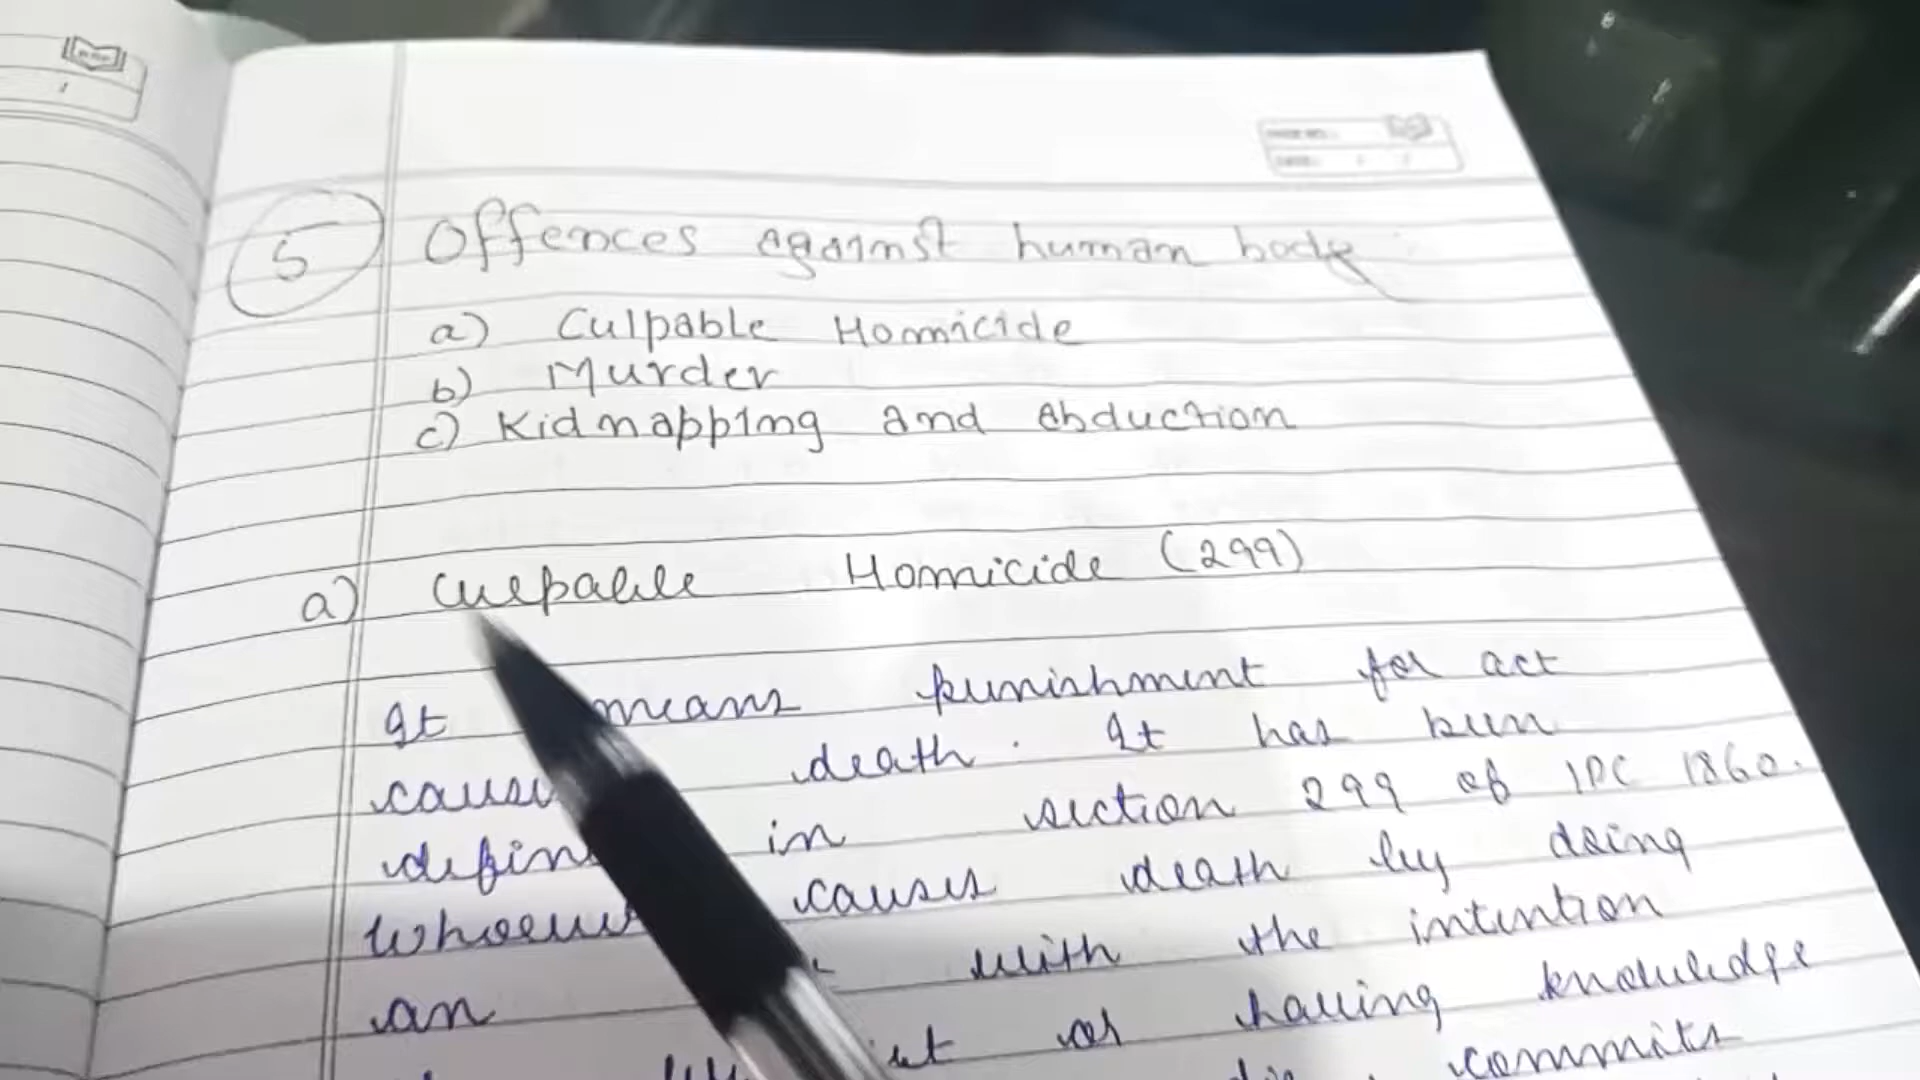 5 Offences against human body
a) Culpable Homicide
b) Murder
c) Kidnapping and abduction
a) Culpable Homicide (299)
It means punishment for act
death. It has been
in section 299 of IPC 1860.
causes death by doing
an with the intention
or having knowledge
commits